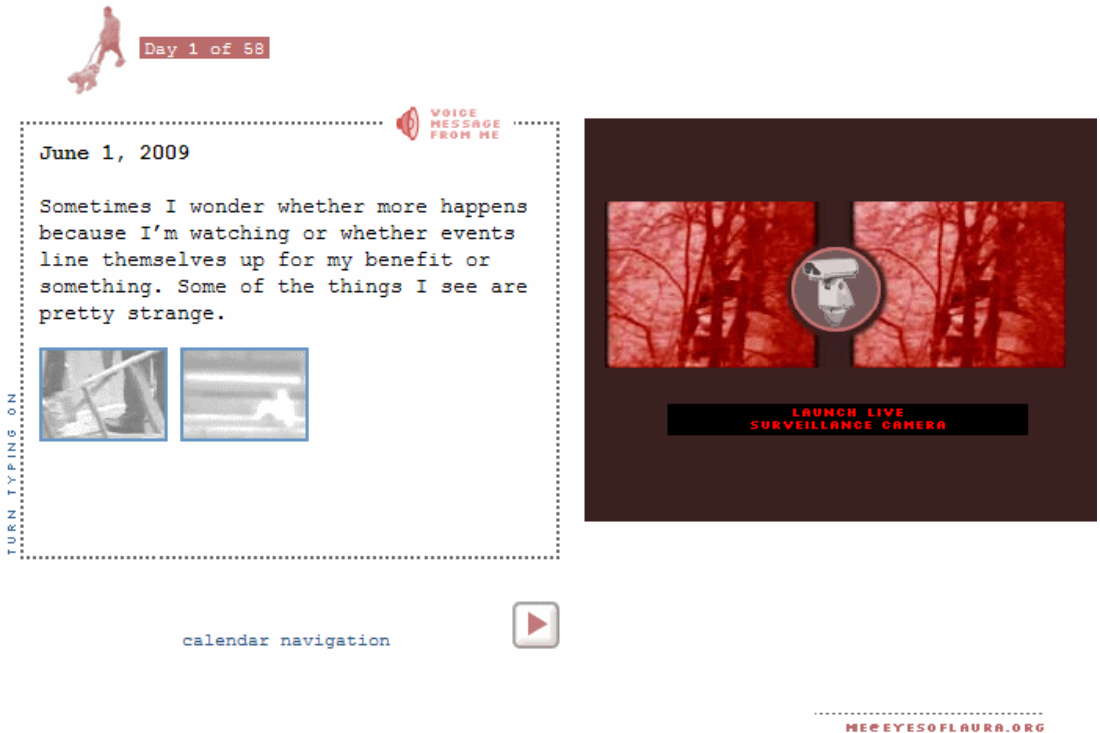 Day 1 of 58
VOICE
MESSAGE
FROM ME
June 1, 2009
Sometimes I wonder whether more happens
because I’m watching or whether events
line themselves up for my benefit or
something. Some of the things I see are
pretty strange.
TURN TYPING ON
LAUNCH LIVE
SURVEILLANCE CAMERA
calendar navigation
ME@EYESOFLAURA.ORG